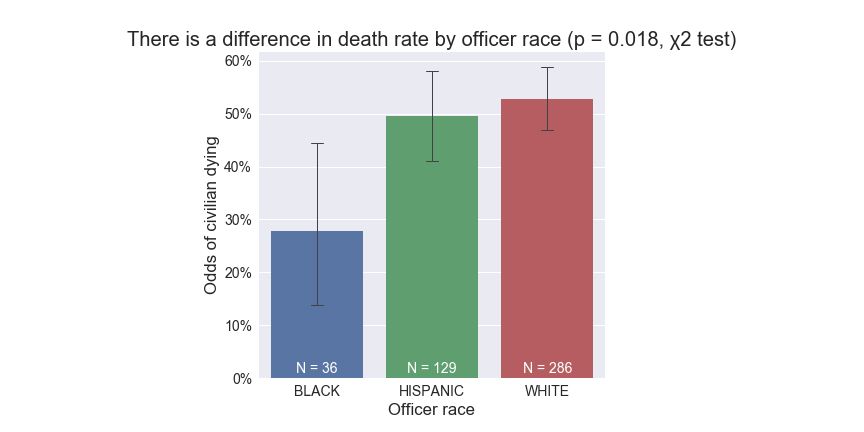 There is a difference in death rate by officer race (p = 0.018, χ2 test)
60%
50%
40%
30%
20%
10%
0%
Odds of civilian dying
N = 36
N = 129
N = 286
BLACK
HISPANIC
WHITE
Officer race